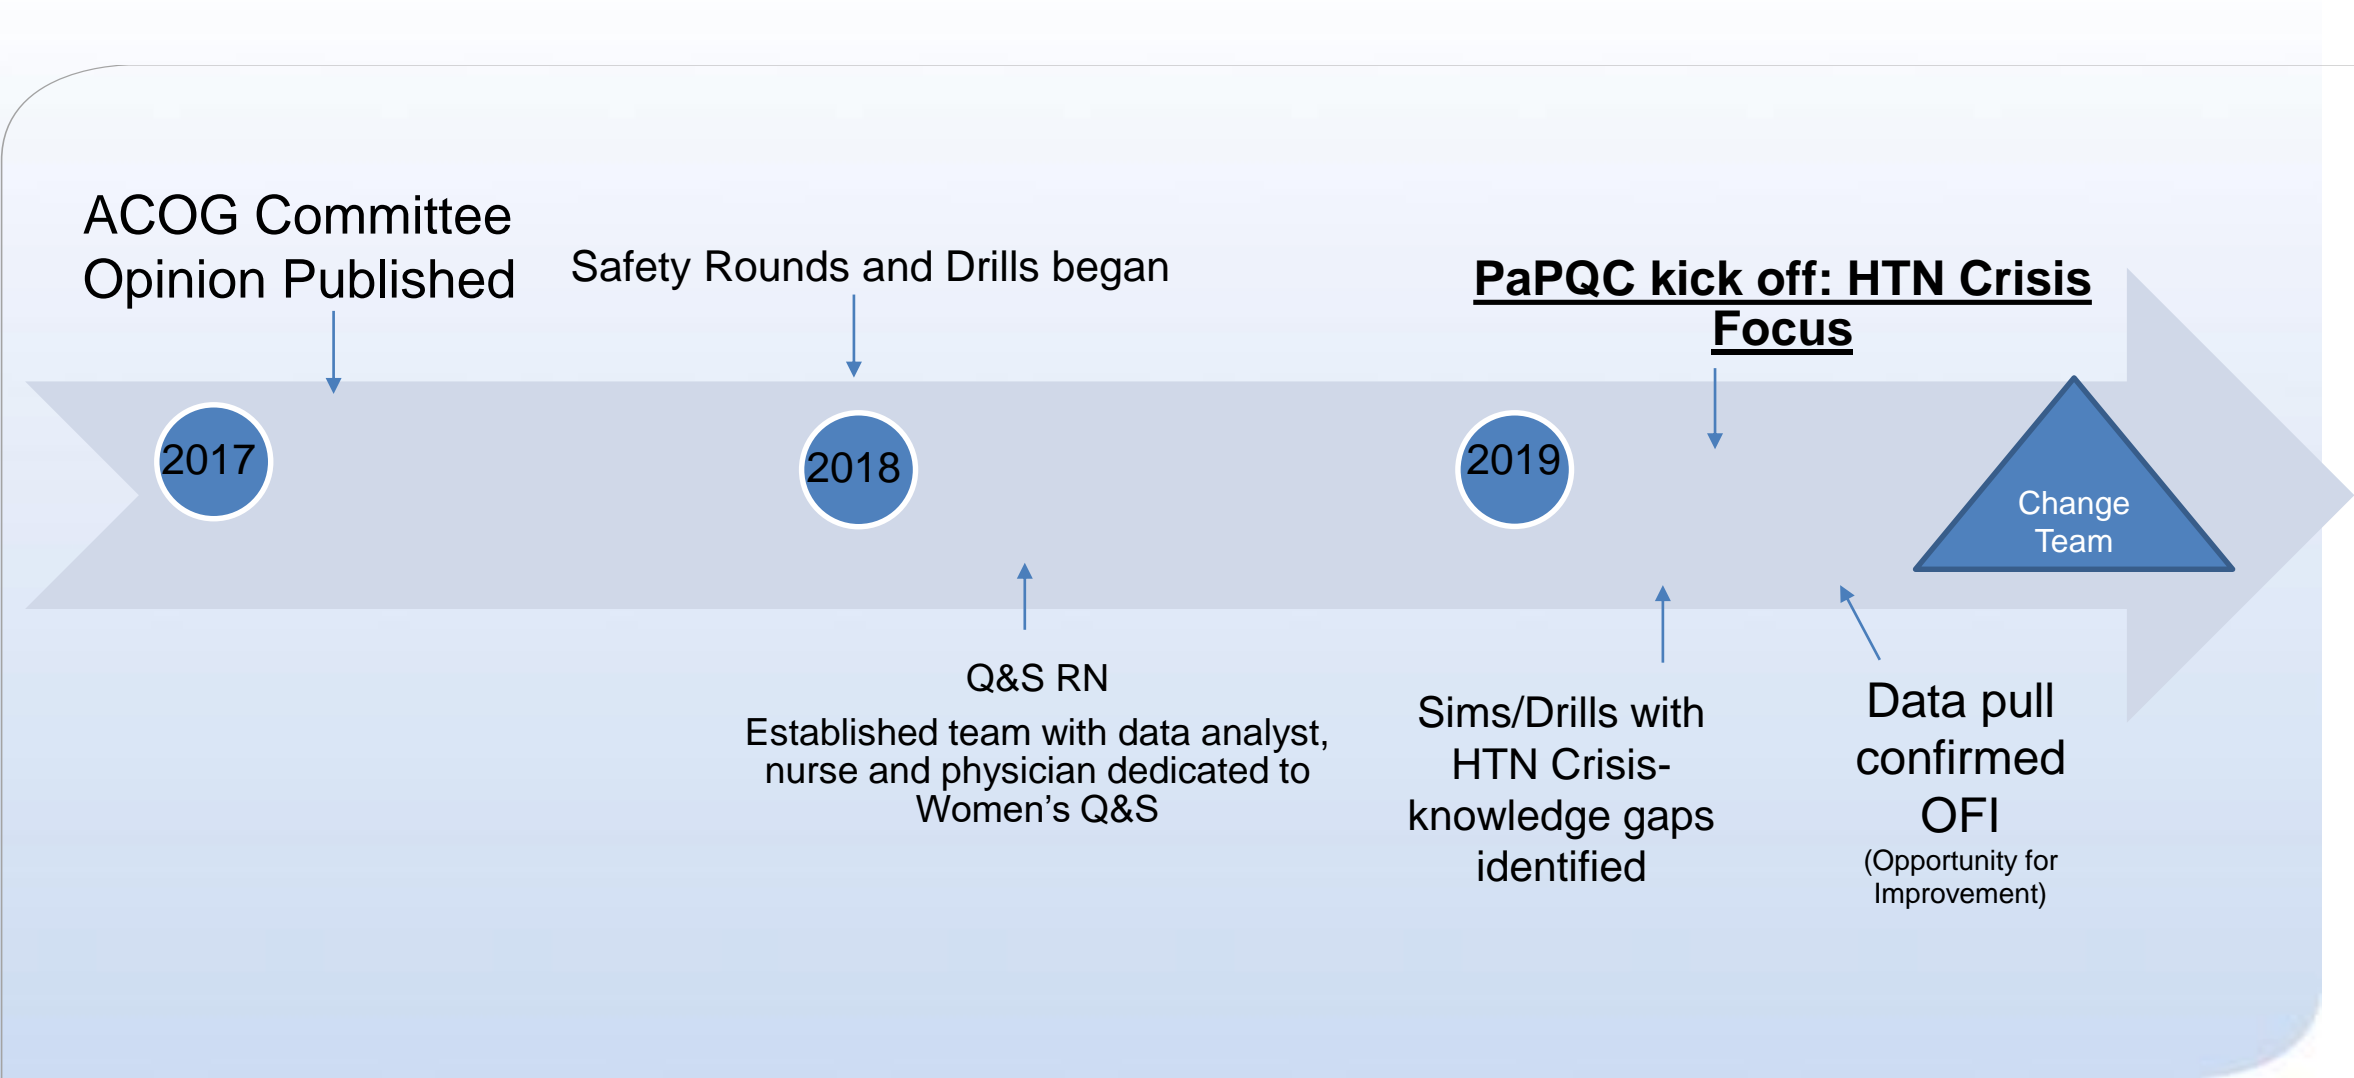 ACOG Committee
Opinion Published
Safety Rounds and Drills began
PaPQC kick off: HTN Crisis
Focus
2017
2018
2019
Change
Team
Q&S RN
Established team with data analyst,
nurse and physician dedicated to
Women’s Q&S
Sims/Drills with
HTN Crisis-
knowledge gaps
identified
Data pull
confirmed
OFI
(Opportunity for
Improvement)